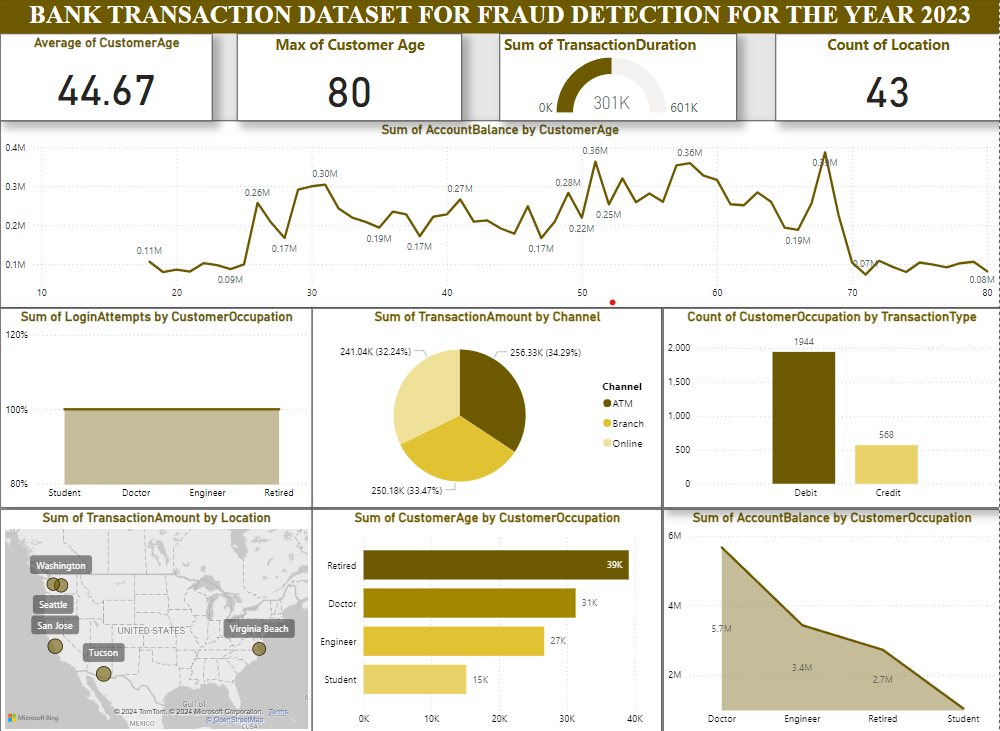 BANK TRANSACTION DATASET FOR FRAUD DETECTION FOR THE YEAR 2023
Average of CustomerAge
44.67
Max of Customer Age
80
Sum of TransactionDuration
0K
301K
601K
Count of Location
43
Sum of AccountBalance by CustomerAge
0.4M
0.3M
0.2M
0.1M
0.11M
0.09M
0.26M
0.17M
0.30M
0.19M
0.17M
0.27M
0.17M
0.28M
0.22M
0.36M
0.25M
0.36M
0.19M
0.39M
0.07M
0.08M
10 20 30 40 50 60 70 80
Sum of LoginAttempts by CustomerOccupation
120%
100%
80%
Student Doctor Engineer Retired
Sum of TransactionAmount by Channel
241.04K (32.24%)
256.33K (34.29%)
250.18K (33.47%)
Channel
ATM
Branch
Online
Count of CustomerOccupation by TransactionType
2,000
1,500
1,000
500
0
1944
568
Debit Credit
Sum of TransactionAmount by Location
Washington
Seattle
San Jose
Tucson
Virginia Beach
UNITED STATES
Gulf of
MEXICO
CUBA
Microsoft Bing
© 2024 TomTom, © 2024 Microsoft Corporation, Terms
© OpenStreetMap
Sum of CustomerAge by CustomerOccupation
Retired 39K
Doctor 31K
Engineer 27K
Student 15K
0K 10K 20K 30K 40K
Sum of AccountBalance by CustomerOccupation
6M
4M
2M
5.7M
3.4M
2.7M
Doctor Engineer Retired Student